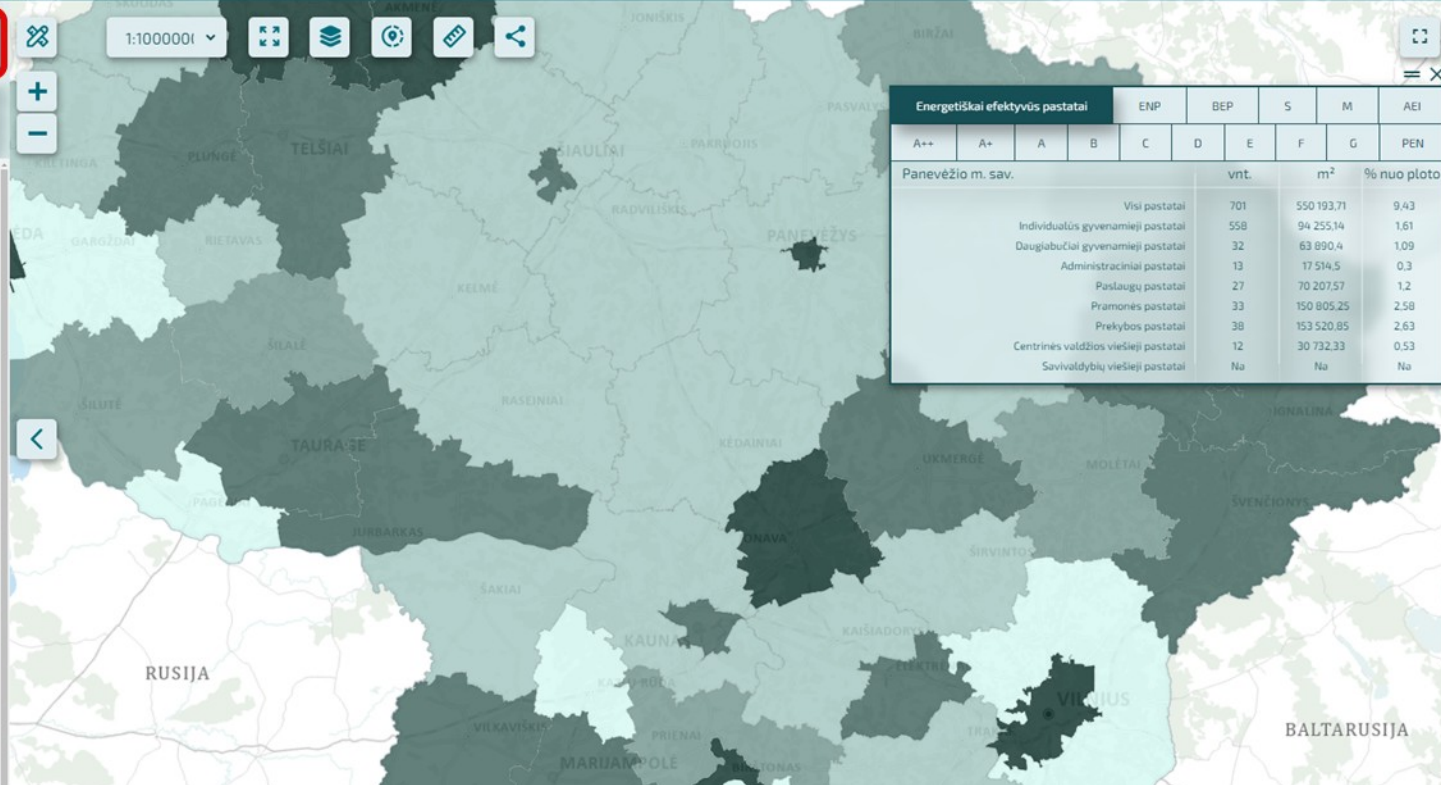 SKUODAS
AKMENĖ
JONIŠKIS
BIRŽAI
1:1000000
PASVALYS
Energetiškai efektyvūs pastatai ENP BEP S M AEI
A++ A+ A B C D E F G PEN
Panevėžio m. sav. vnt. m² % nuo ploto
Visi pastatai 701 550 193,71 9,43
Individualūs gyvenamieji pastatai 558 94 255,14 1,61
Daugiabučiai gyvenamieji pastatai 32 63 890,4 1,09
Administraciniai pastatai 13 17 514,5 0,3
Paslaugų pastatai 27 70 207,57 1,2
Pramonės pastatai 33 150 805,25 2,58
Prekybos pastatai 38 153 520,85 2,63
Centrinės valdžios viešieji pastatai 12 30 732,33 0,53
Savivaldybių viešieji pastatai Na Na Na
KRETINGA
PLUNGĖ
TELŠIAI
ŠIAULIAI
PAKRUOJIS
RADVILIŠKIS
PANEVĖŽYS
ĖDA
GARGŽDAI
RIETAVAS
KELMĖ
ŠILALĖ
ŠILUTĖ
RASEINIAI
IGNALINA
TAURAGĖ
KĖDAINIAI
UKMERGĖ
MOLĖTAI
ŠVENČIONYS
JURBARKAS
ONAVA
ŠIRVINTOS
ŠAKIAI
KAUNAS
KAIŠIADORYS
RUSIJA
KAZLŲ RŪDA
VILNIUS
VILKAVIŠKIS
PRIENAI
BALTARUSIJA
MARIJAMPOLĖ
BIRŠTONAS